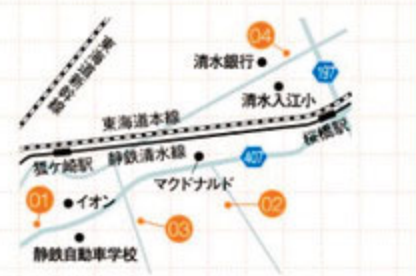 04
清水銀行
東海道新幹線
197
清水入江小
東海道本線
桜橋駅
狐ケ崎駅
静鉄清水線
407
マクドナルド
01
イオン
02
03
静鉄自動車学校